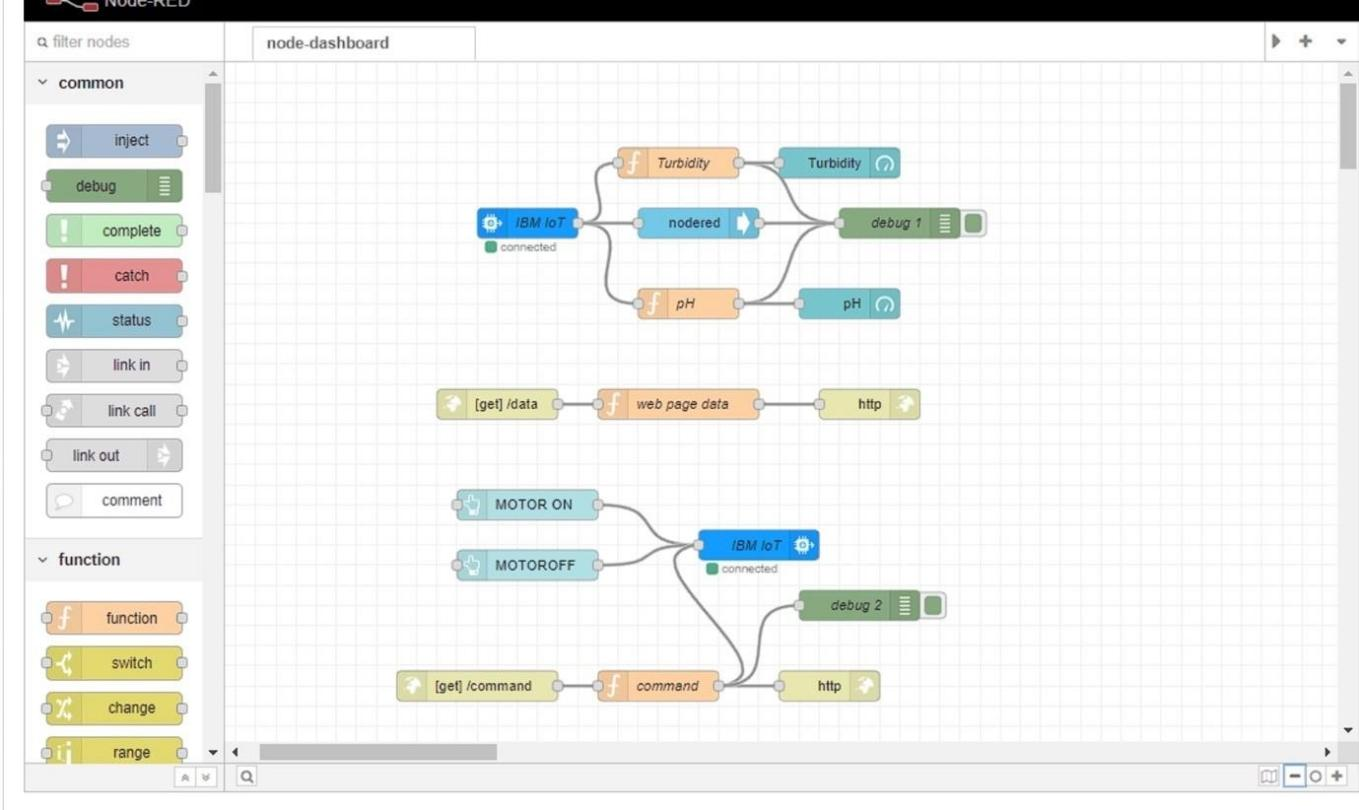 Node-RED
filter nodes
node-dashboard
common
inject
debug
complete
catch
status
link in
link call
link out
comment
function
function
switch
change
range
Turbidity
Turbidity
IBM IoT
connected
nodered
debug 1
pH
pH
[get] /data
web page data
http
MOTOR ON
MOTOROFF
IBM IoT
connected
debug 2
[get] /command
command
http